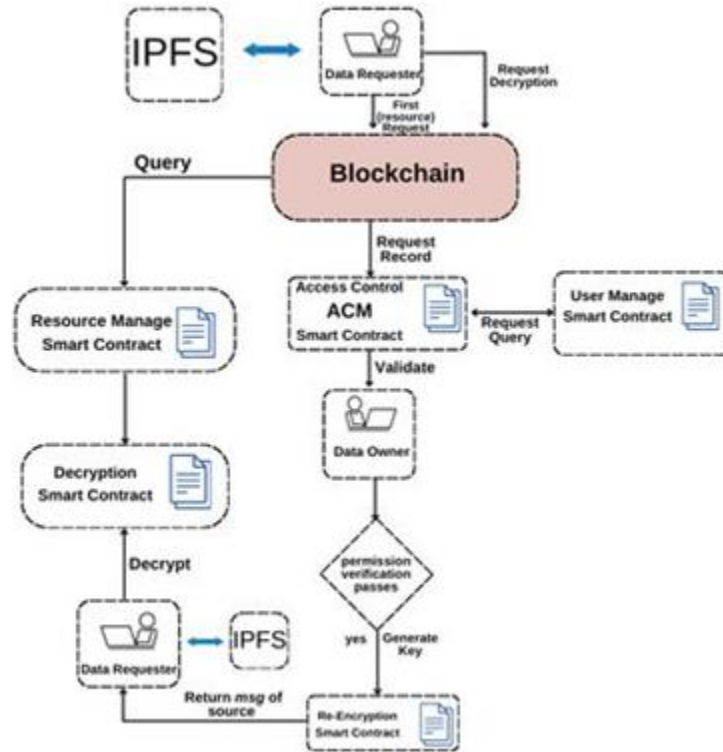 IPFS
Data Requester
Request
Decryption
First
(resource)
Request
Blockchain
Query
Request
Record
Access Control
ACM
Smart Contract
User Manage
Smart Contract
Request
Query
Resource Manage
Smart Contract
Validate
Data Owner
Decryption
Smart Contract
permission
verification
passes
Decrypt
yes
Generate
Key
IPFS
Data Requester
Return msg of
source
Re-Encryption
Smart Contract